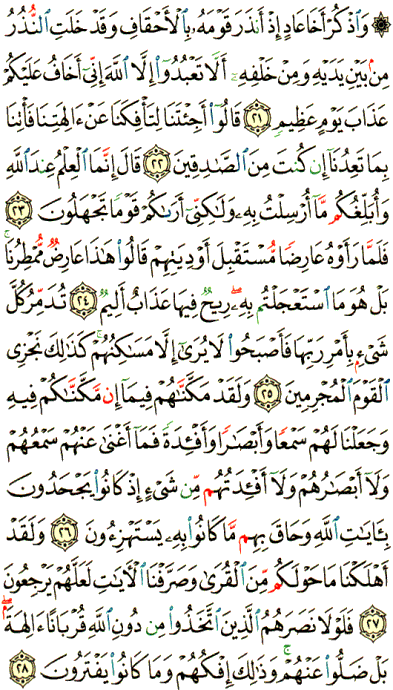 ۞ وَٱذْكُرْ أَخَا عَادٍ إِذْ أَنذَرَ قَوْمَهُۥ بِٱلْأَحْقَافِ وَقَدْ خَلَتِ ٱلنُّذُرُ
مِنۢ بَيْنِ يَدَيْهِ وَمِنْ خَلْفِهِۦٓ أَلَّا تَعْبُدُوٓا۟ إِلَّا ٱللَّهَ إِنِّىٓ أَخَافُ عَلَيْكُمْ
عَذَابَ يَوْمٍ عَظِيمٍ ٢١ قَالُوٓا۟ أَجِئْتَنَا لِتَأْفِكَنَا عَنْ ءَالِهَتِنَا فَأْتِنَا
بِمَا تَعِدُنَآ إِن كُنتَ مِنَ ٱلصَّٰدِقِينَ ٢٢ قَالَ إِنَّمَا ٱلْعِلْمُ عِندَ ٱللَّهِ
وَأُبَلِّغُكُم مَّآ أُرْسِلْتُ بِهِۦ وَلَٰكِنِّىٓ أَرَىٰكُمْ قَوْمًا تَجْهَلُونَ ٢٣
فَلَمَّا رَأَوْهُ عَارِضًا مُّسْتَقْبِلَ أَوْدِيَتِهِمْ قَالُوا۟ هَٰذَا عَارِضٌ مُّمْطِرُنَا ۚ
بَلْ هُوَ مَا ٱسْتَعْجَلْتُم بِهِۦ ۖ رِيحٌ فِيهَا عَذَابٌ أَلِيمٌ ٢٤ تُدَمِّرُ كُلَّ
شَىْءٍۭ بِأَمْرِ رَبِّهَا فَأَصْبَحُوا۟ لَا يُرَىٰٓ إِلَّا مَسَٰكِنُهُمْ ۚ كَذَٰلِكَ نَجْزِى
ٱلْقَوْمَ ٱلْمُجْرِمِينَ ٢٥ وَلَقَدْ مَكَّنَّٰهُمْ فِيمَآ إِن مَّكَّنَّٰكُمْ فِيهِ
وَجَعَلْنَا لَهُمْ سَمْعًا وَأَبْصَٰرًا وَأَفْـِٔدَةً فَمَآ أَغْنَىٰ عَنْهُمْ سَمْعُهُمْ
وَلَآ أَبْصَٰرُهُمْ وَلَآ أَفْـِٔدَتُهُم مِّن شَىْءٍ إِذْ كَانُوا۟ يَجْحَدُونَ
بِـَٔايَٰتِ ٱللَّهِ وَحَاقَ بِهِم مَّا كَانُوا۟ بِهِۦ يَسْتَهْزِءُونَ ٢٦ وَلَقَدْ
أَهْلَكْنَا مَا حَوْلَكُم مِّنَ ٱلْقُرَىٰ وَصَرَّفْنَا ٱلْـَٔايَٰتِ لَعَلَّهُمْ يَرْجِعُونَ
٢٧ فَلَوْلَا نَصَرَهُمُ ٱلَّذِينَ ٱتَّخَذُوا۟ مِن دُونِ ٱللَّهِ قُرْبَانًا ءَالِهَةًۢ ۖ
بَلْ ضَلُّوا۟ عَنْهُمْ ۚ وَذَٰلِكَ إِفْكُهُمْ وَمَا كَانُوا۟ يَفْتَرُونَ ٢٨